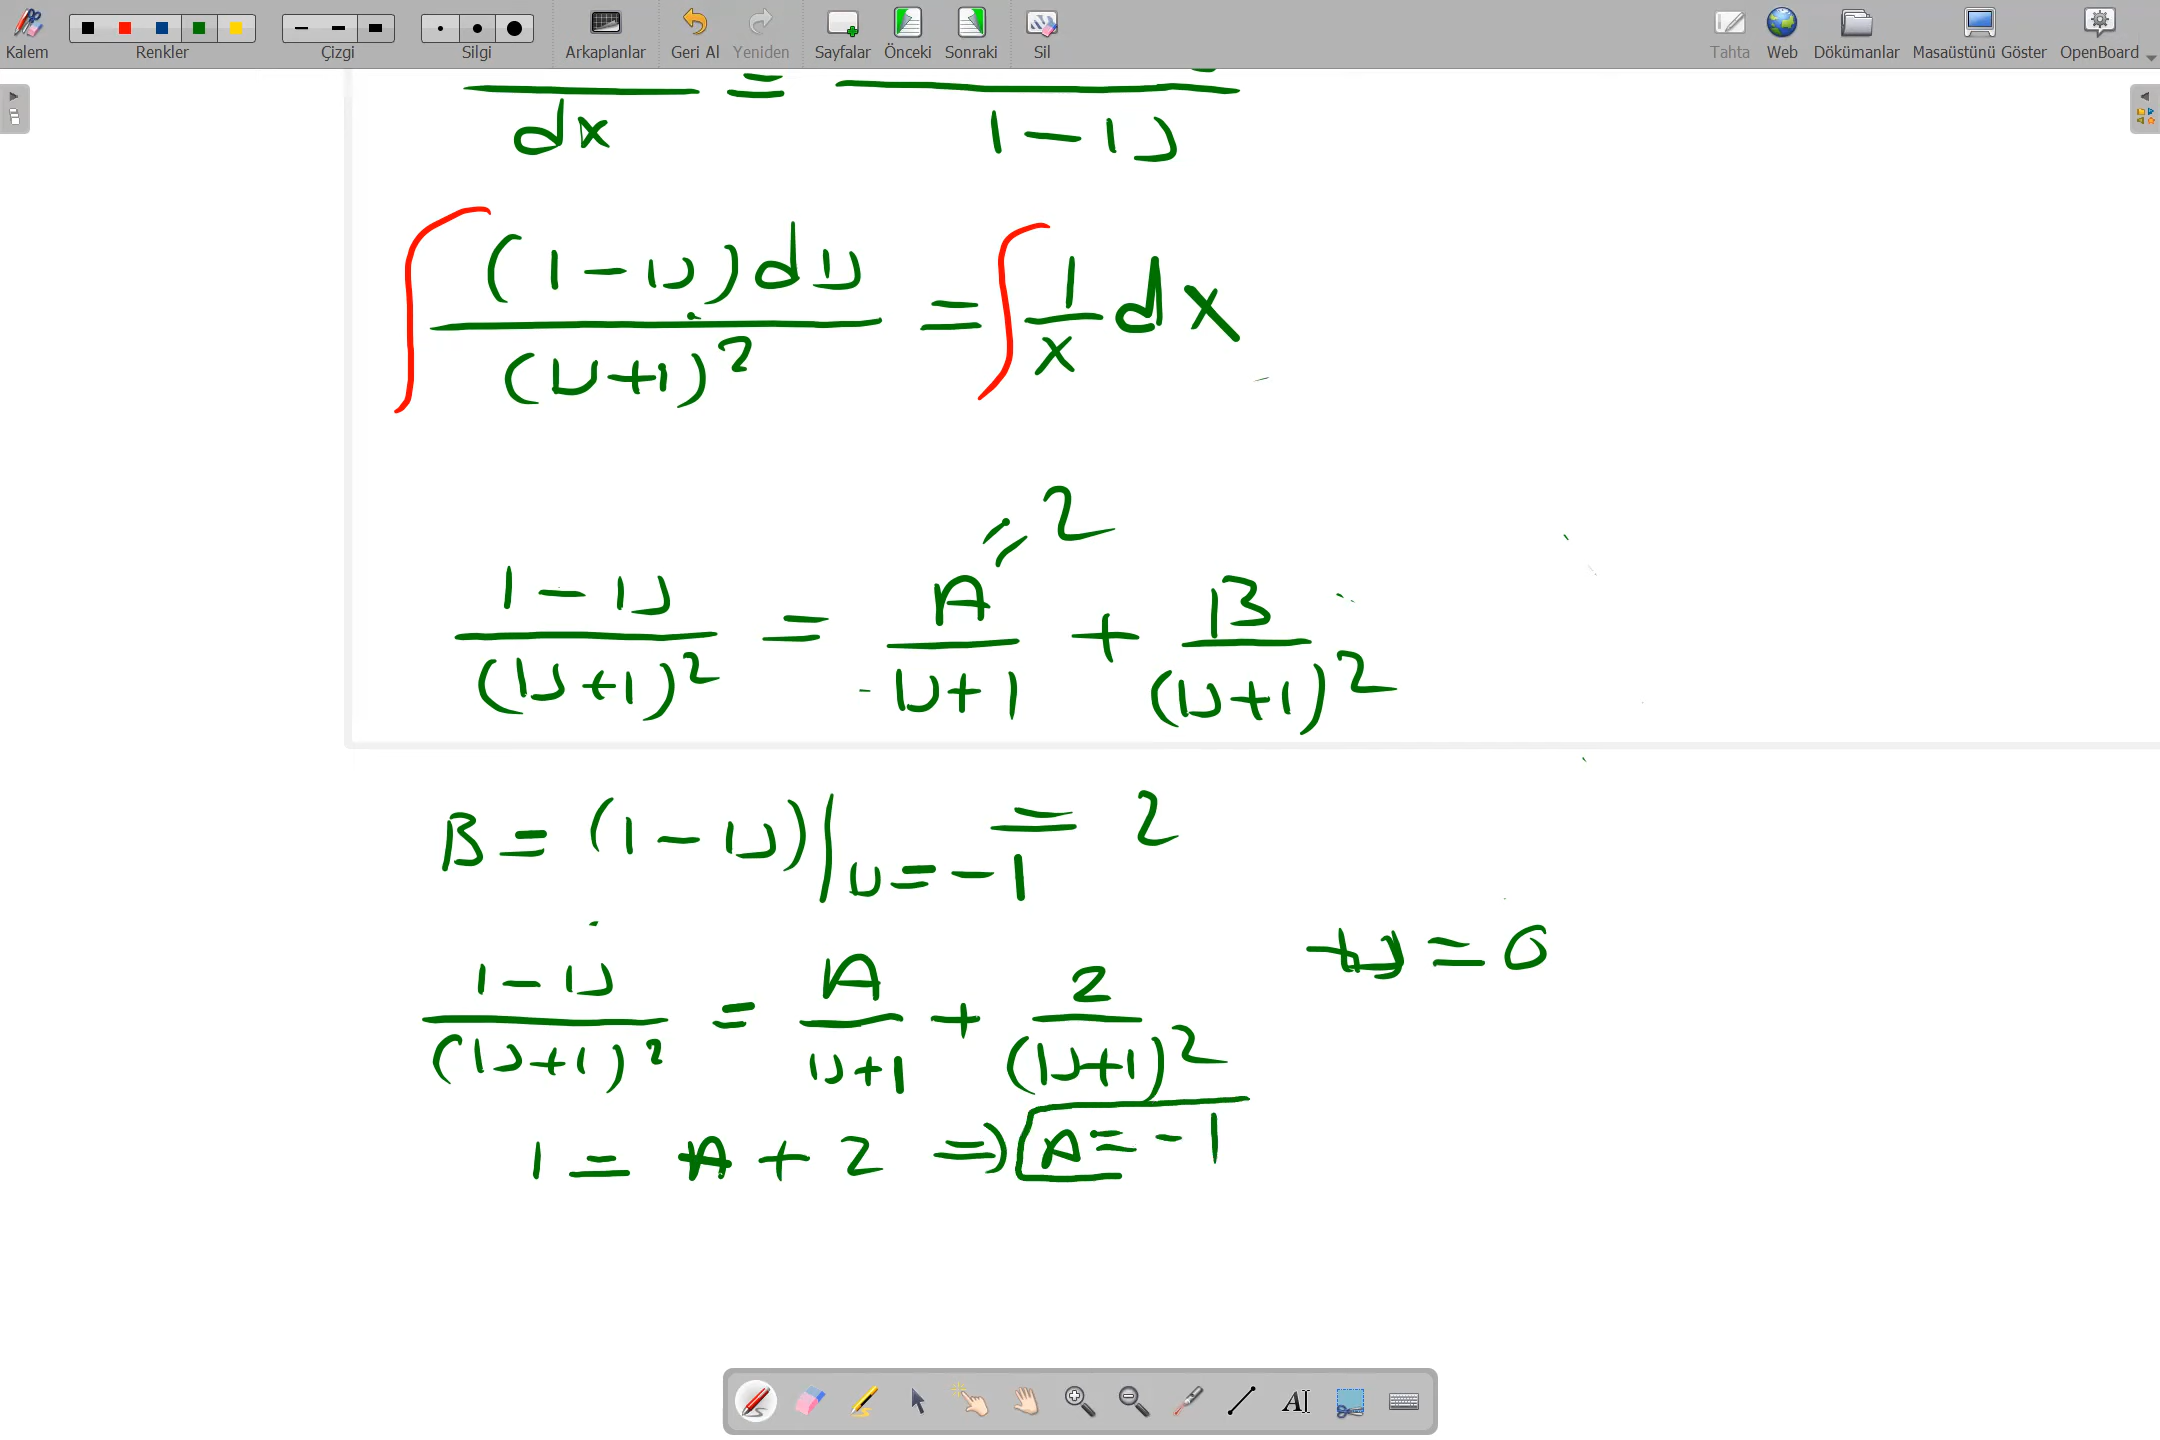 Kalem Renkler Çizgi Silgi Arkaplanlar Geri Al Yeniden Sayfalar Önceki Sonraki Sil Tahta Web Dökümanlar Masaüstünü Göster OpenBoard
dx = 1 - u
∫ (1 - u) du / (u+1)² = ∫ 1/x dx
= 2
(1 - u) / (u+1)² = A / (u+1) + B / (u+1)²
B = (1 - u) |u = -1 = 2
u = 0
(1 - u) / (u+1)² = A / (u+1) + 2 / (u+1)²
1 = A + 2 => A = -1